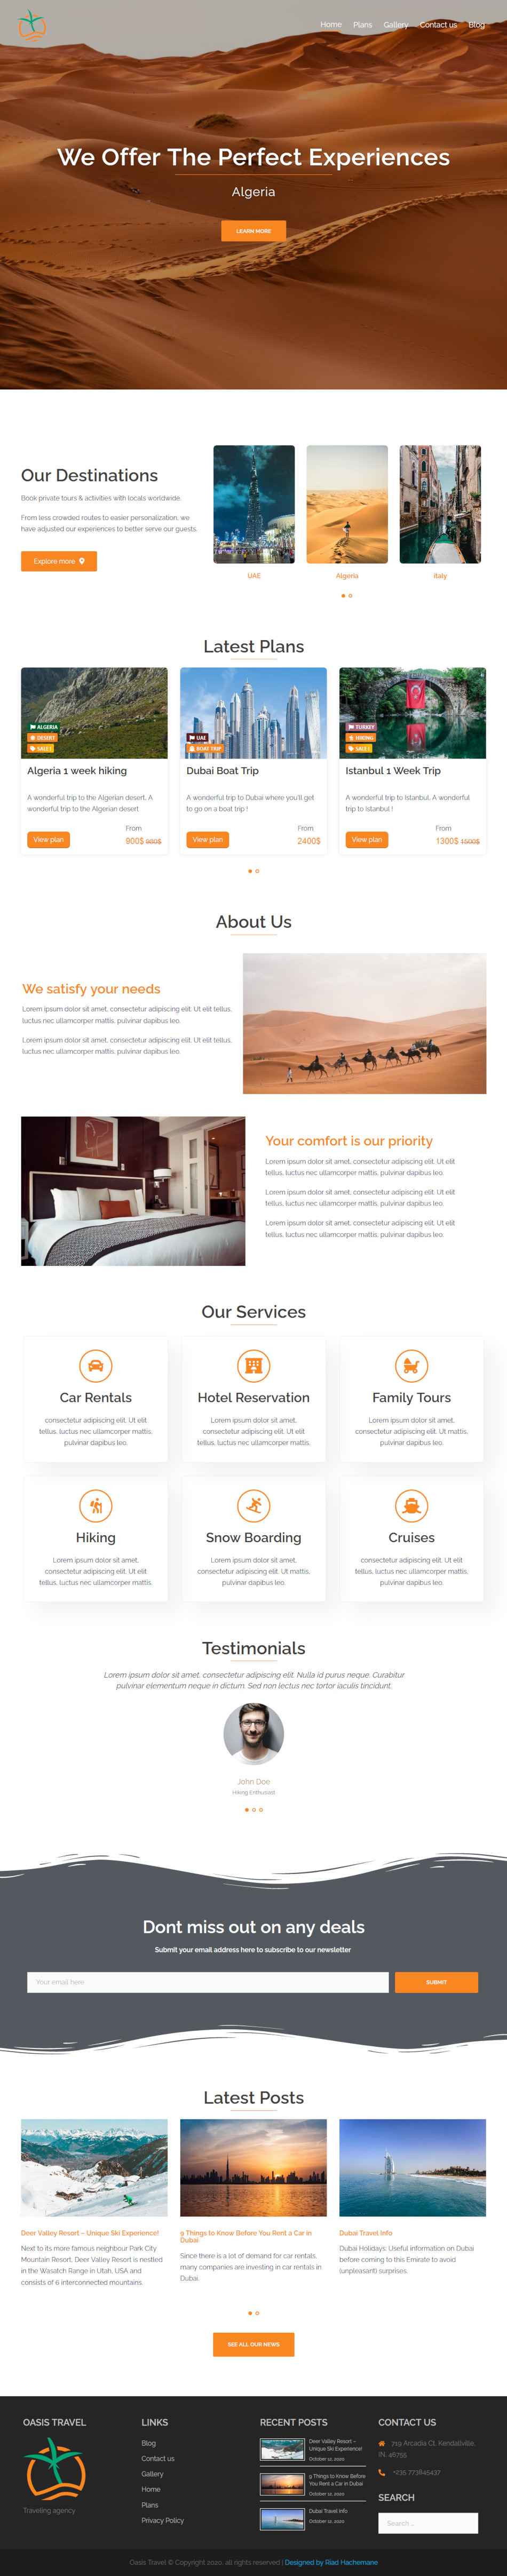 Home Plans Gallery Contact us Blog
We Offer The Perfect Experiences
Algeria
LEARN MORE
Our Destinations
Book private tours & activities with locals worldwide.
From less crowded routes to easier personalization, we
have adjusted our experiences to better serve our guests.
Explore more
UAE
Algeria
Italy
Latest Plans
ALGERIA
DESERT
SALE !
Algeria 1 week hiking
A wonderful trip to the Algerian desert, A
wonderful trip to the Algerian desert
From
View plan
900$ 980$
UAE
BOAT TRIP
Dubai Boat Trip
A wonderful trip to Dubai where you'll get
to go on a boat trip !
From
View plan
2400$
TURKEY
HIKING
SALE !
Istanbul 1 Week Trip
A wonderful trip to Istanbul, A wonderful
trip to Istanbul !
From
View plan
1300$ 1500$
About Us
We satisfy your needs
Lorem ipsum dolor sit amet, consectetur adipiscing elit. Ut elit tellus,
luctus nec ullamcorper mattis, pulvinar dapibus leo.
Lorem ipsum dolor sit amet, consectetur adipiscing elit. Ut elit tellus,
luctus nec ullamcorper mattis, pulvinar dapibus leo.
Your comfort is our priority
Lorem ipsum dolor sit amet, consectetur adipiscing elit. Ut elit
tellus, luctus nec ullamcorper mattis, pulvinar dapibus leo.
Lorem ipsum dolor sit amet, consectetur adipiscing elit. Ut elit
tellus, luctus nec ullamcorper mattis, pulvinar dapibus leo.
Lorem ipsum dolor sit amet, consectetur adipiscing elit. Ut elit
tellus, luctus nec ullamcorper mattis, pulvinar dapibus leo.
Our Services
Car Rentals
consectetur adipiscing elit. Ut elit
tellus, luctus nec ullamcorper mattis,
pulvinar dapibus leo.
Hotel Reservation
Lorem ipsum dolor sit amet,
consectetur adipiscing elit. Ut elit
tellus, luctus nec ullamcorper mattis.
Family Tours
Lorem ipsum dolor sit amet,
consectetur adipiscing elit. Ut mattis,
pulvinar dapibus leo.
Hiking
Lorem ipsum dolor sit amet,
consectetur adipiscing elit. Ut elit
tellus, luctus nec ullamcorper mattis.
Snow Boarding
Lorem ipsum dolor sit amet,
consectetur adipiscing elit. Ut mattis,
pulvinar dapibus leo.
Cruises
consectetur adipiscing elit. Ut elit
tellus, luctus nec ullamcorper mattis,
pulvinar dapibus leo.
Testimonials
Lorem ipsum dolor sit amet, consectetur adipiscing elit. Nulla id purus neque. Curabitur
pulvinar elementum neque in dictum. Sed non lectus nec tortor iaculis tincidunt.
John Doe
Hiking Enthusiast
Dont miss out on any deals
Submit your email address here to subscribe to our newsletter
Your email here
SUBMIT
Latest Posts
Deer Valley Resort – Unique Ski Experience!
Next to its more famous neighbour Park City
Mountain Resort, Deer Valley Resort is nestled
in the Wasatch Range in Utah, USA and
consists of 6 interconnected mountains.
9 Things to Know Before You Rent a Car in
Dubai
Since there is a lot of demand for car rentals,
many companies are investing in car rentals in
Dubai.
Dubai Travel Info
Dubai Holidays: Useful information on Dubai
before coming to this Emirate to avoid
(unpleasant) surprises.
SEE ALL OUR NEWS
OASIS TRAVEL
Traveling agency
LINKS
Blog
Contact us
Gallery
Home
Plans
Privacy Policy
RECENT POSTS
Deer Valley Resort –
Unique Ski Experience!
October 12, 2020
9 Things to Know Before
You Rent a Car in Dubai
October 12, 2020
Dubai Travel Info
October 12, 2020
CONTACT US
719 Arcadia Ct. Kendallville,
IN, 46755
+235 773845437
SEARCH
Search ...
Oasis Travel © Copyright 2020. all rights reserved | Designed by Riad Hachemane